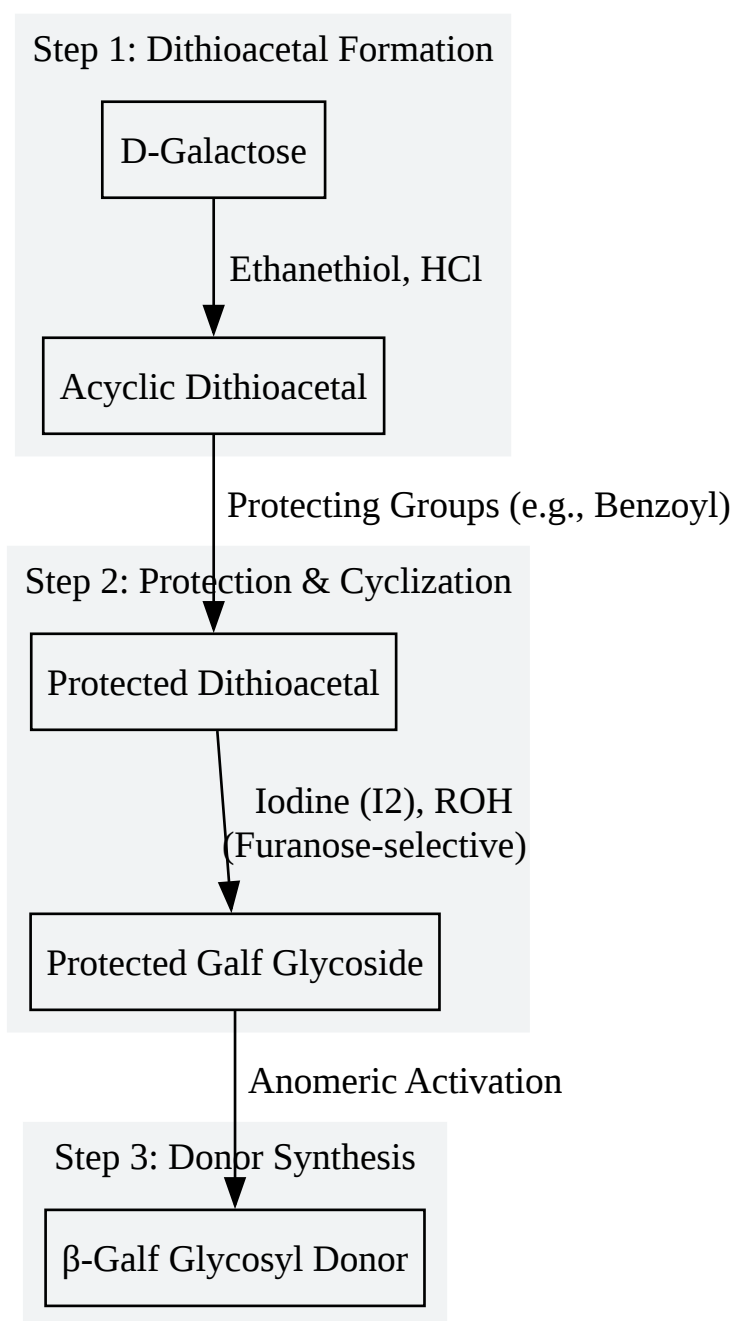 Step 1: Dithioacetal Formation
D-Galactose
Ethanethiol, HCl
Acyclic Dithioacetal
Protecting Groups (e.g., Benzoyl)
Step 2: Protection & Cyclization
Protected Dithioacetal
Iodine (I2), ROH
(Furanose-selective)
Protected Galf Glycoside
Anomeric Activation
Step 3: Donor Synthesis
β-Galf Glycosyl Donor